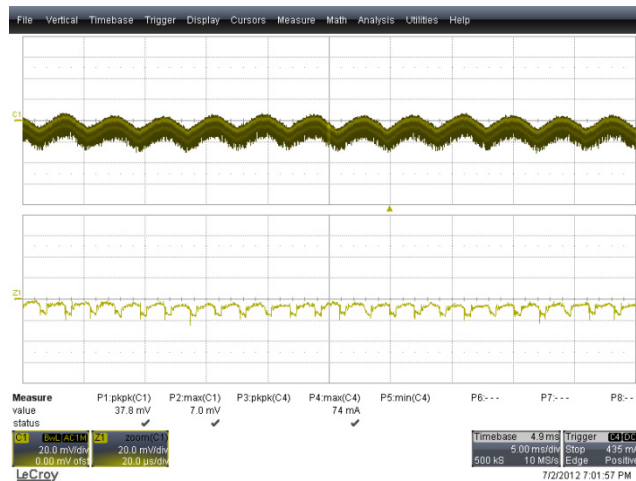 File Vertical Timebase Trigger Display Cursors Measure Math Analysis Utilities Help
C1
Z1
Measure P1:pkpk(C1) P2:max(C1) P3:pkpk(C4) P4:max(C4) P5:min(C4) P6:- - - P7:- - - P8:- -
value 37.8 mV 7.0 mV 74 mA
status
C1 BwL AC1M Z1 zoom(C1) Timebase 4.9 ms Trigger C4 DC
20.0 mV/div 20.0 mV/div 5.00 ms/div Stop 435 m
0.00 mV ofst 20.0 µs/div 500 kS 10 MS/s Edge Positive
LeCroy 7/2/2012 7:01:57 PM